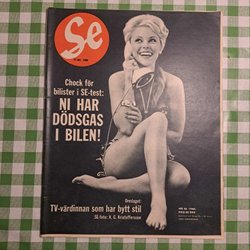 Se
Chock för
bilister i SE-test:
NI HAR
DÖDSGAS
I BILEN!
Avslöjat:
TV-värdinnan som har bytt stil
SE-foto: K. G. Kristoffersson